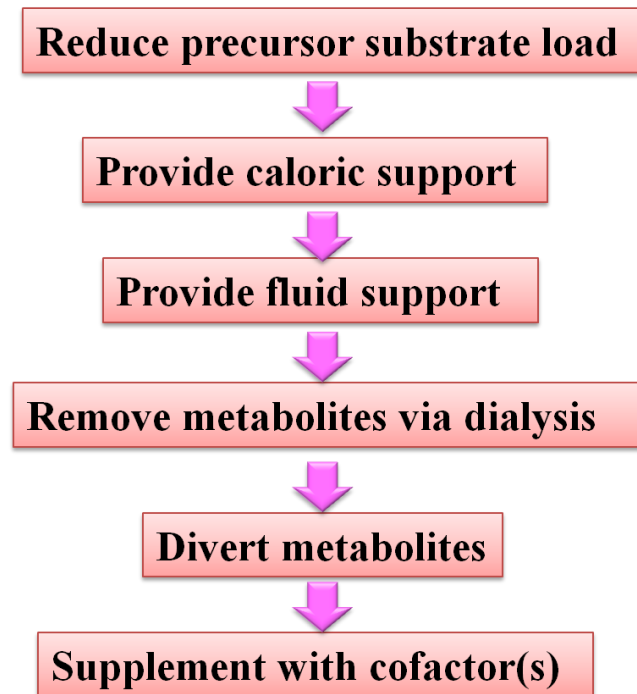 Reduce precursor substrate load
Provide caloric support
Provide fluid support
Remove metabolites via dialysis
Divert metabolites
Supplement with cofactor(s)